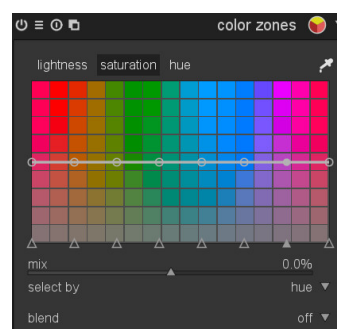 color zones
lightness saturation hue
mix 0.0%
select by hue
blend off